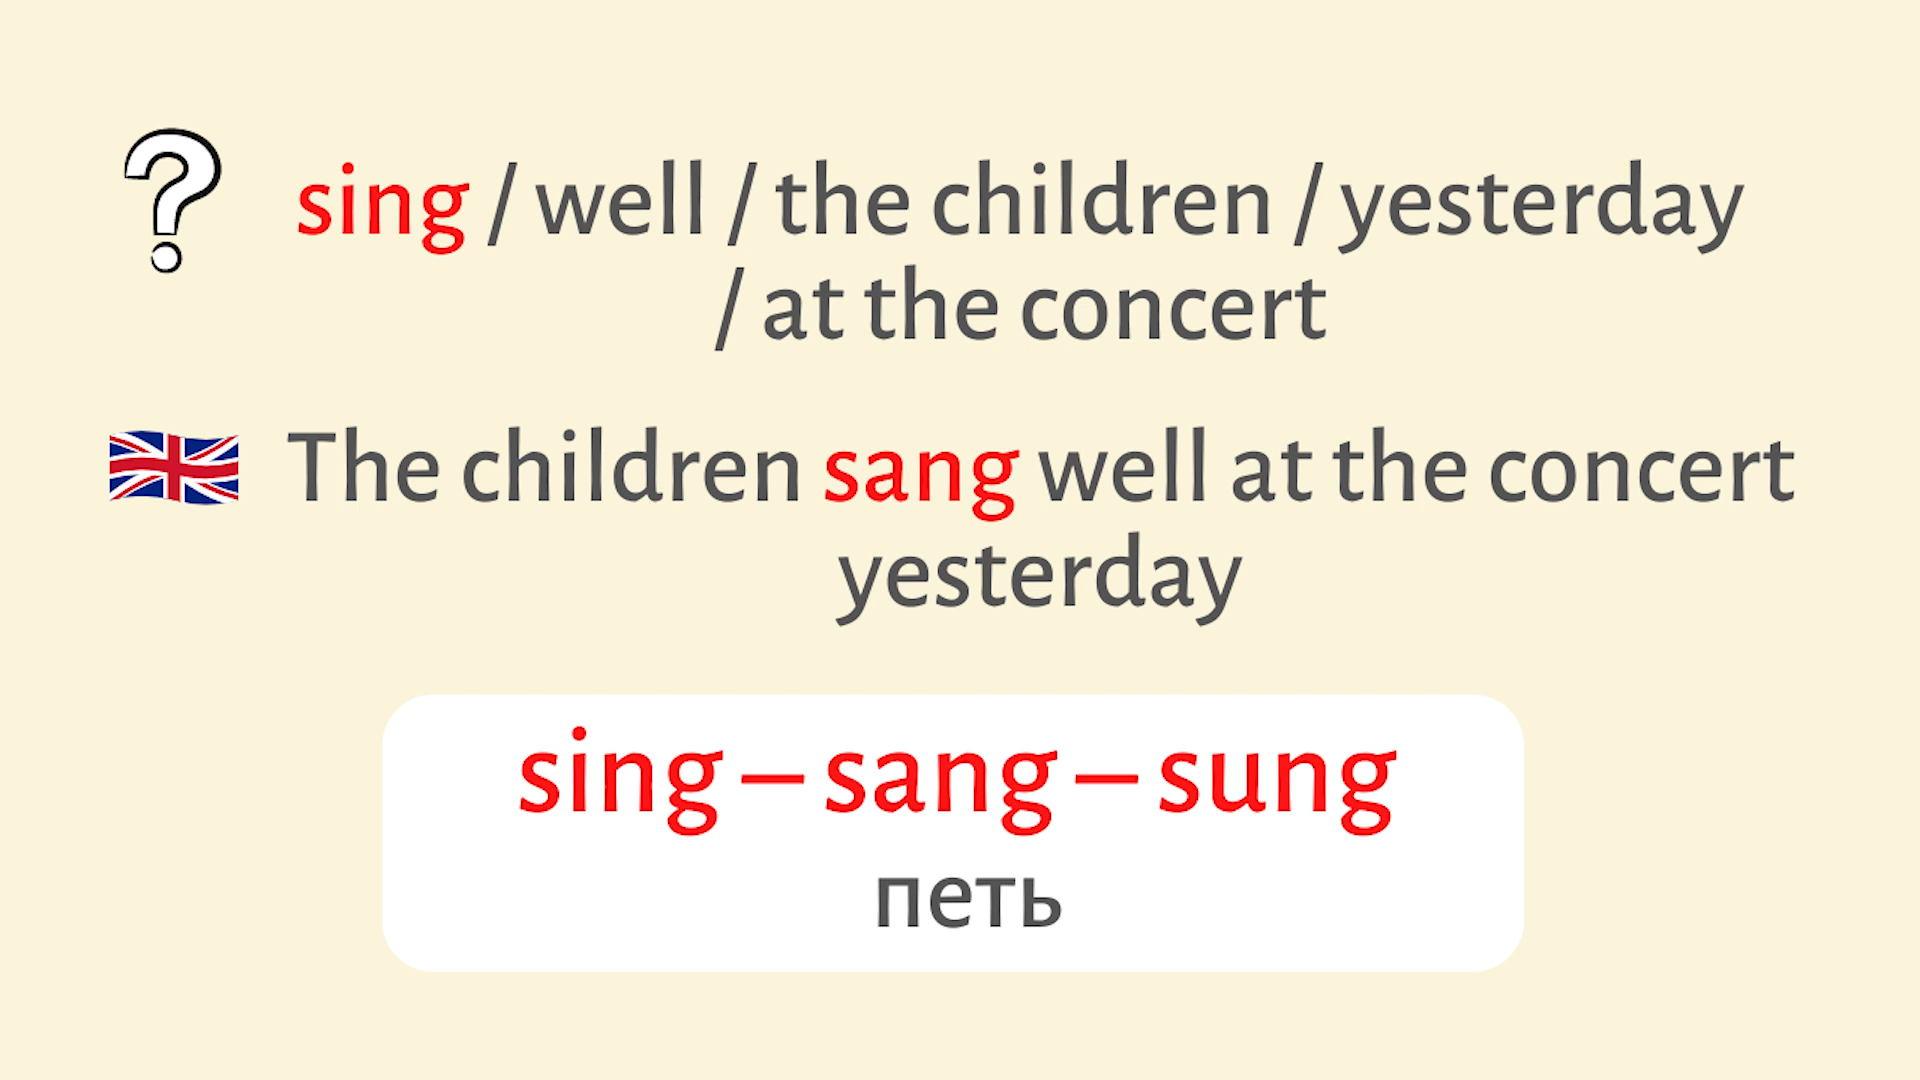 sing / well / the children / yesterday
/ at the concert
The children sang well at the concert
yesterday
sing – sang – sung
петь